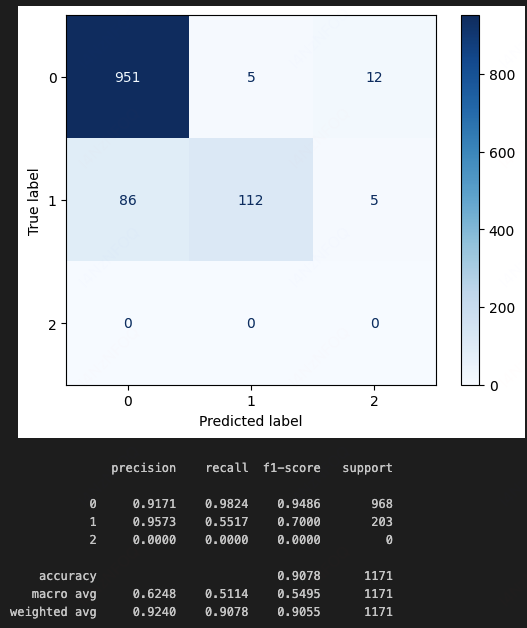 0 951 5 12
800
600
1 86 112 5
400
200
2 0 0 0
0
0 1 2
True label
Predicted label
precision recall f1-score support
0 0.9171 0.9824 0.9486 968
1 0.9573 0.5517 0.7000 203
2 0.0000 0.0000 0.0000 0
accuracy 0.9078 1171
macro avg 0.6248 0.5114 0.5495 1171
weighted avg 0.9240 0.9078 0.9055 1171